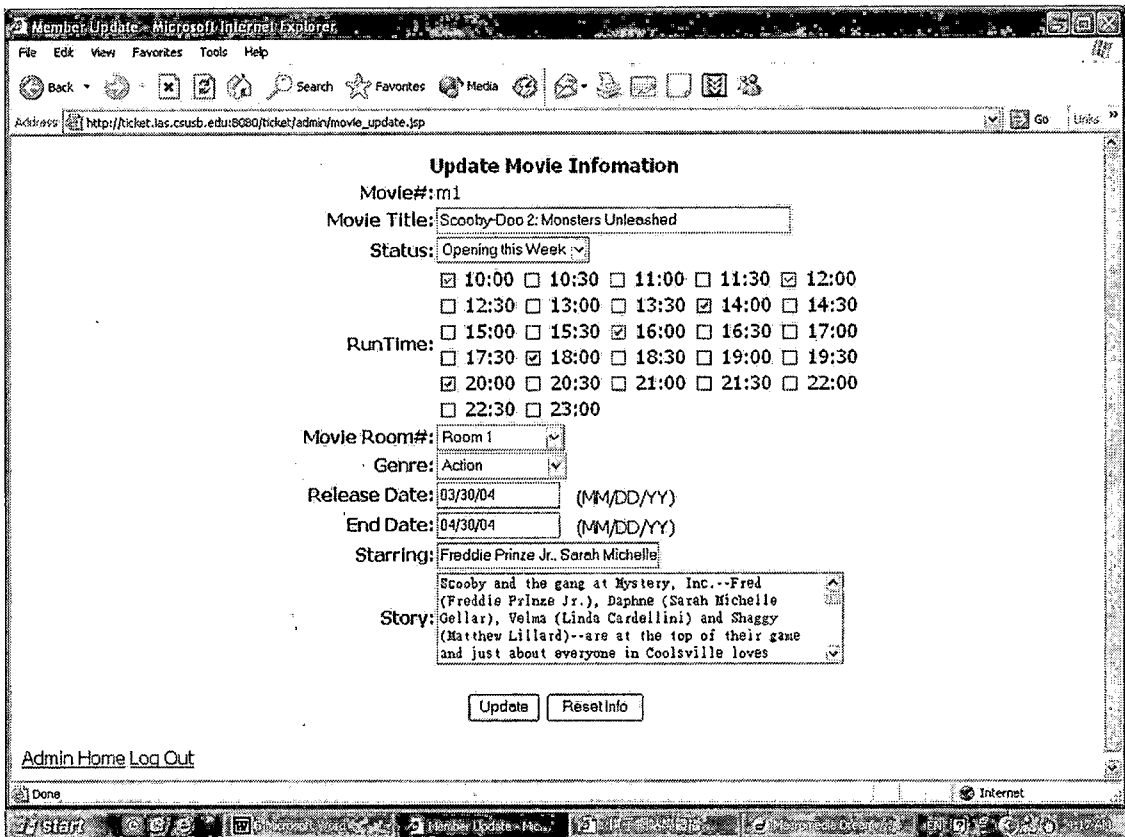 Member Update - Microsoft Internet Explorer
File Edit View Favorites Tools Help
Back Search Favorites Media
Address http://ticket.ias.csusb.edu:8080/ticket/admin/movie_update.jsp Go Links »
Update Movie Infomation
Movie#:m1
Movie Title: Scooby-Doo 2: Monsters Unleashed
Status: Opening this Week
10:00 10:30 11:00 11:30 12:00
12:30 13:00 13:30 14:00 14:30
RunTime: 15:00 15:30 16:00 16:30 17:00
17:30 18:00 18:30 19:00 19:30
20:00 20:30 21:00 21:30 22:00
22:30 23:00
Movie Room#: Room 1
Genre: Action
Release Date: 03/30/04 (MM/DD/YY)
End Date: 04/30/04 (MM/DD/YY)
Starring: Freddie Prinze Jr., Sarah Michelle
Story: Scooby and the gang at Mystery, Inc.--Fred
(Freddie Prinze Jr.), Daphne (Sarah Michelle
Gellar), Velma (Linda Cardellini) and Shaggy
(Matthew Lillard)--are at the top of their game
and just about everyone in Coolsville loves
Update Reset Info
Admin Home Log Out
Done Internet
start Member Update - Mic... EN